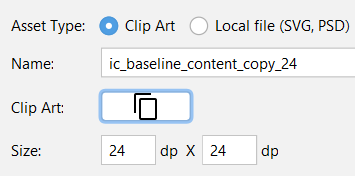 Asset Type: Clip Art Local file (SVG, PSD)
Name: ic_baseline_content_copy_24
Clip Art:
Size: 24 dp X 24 dp